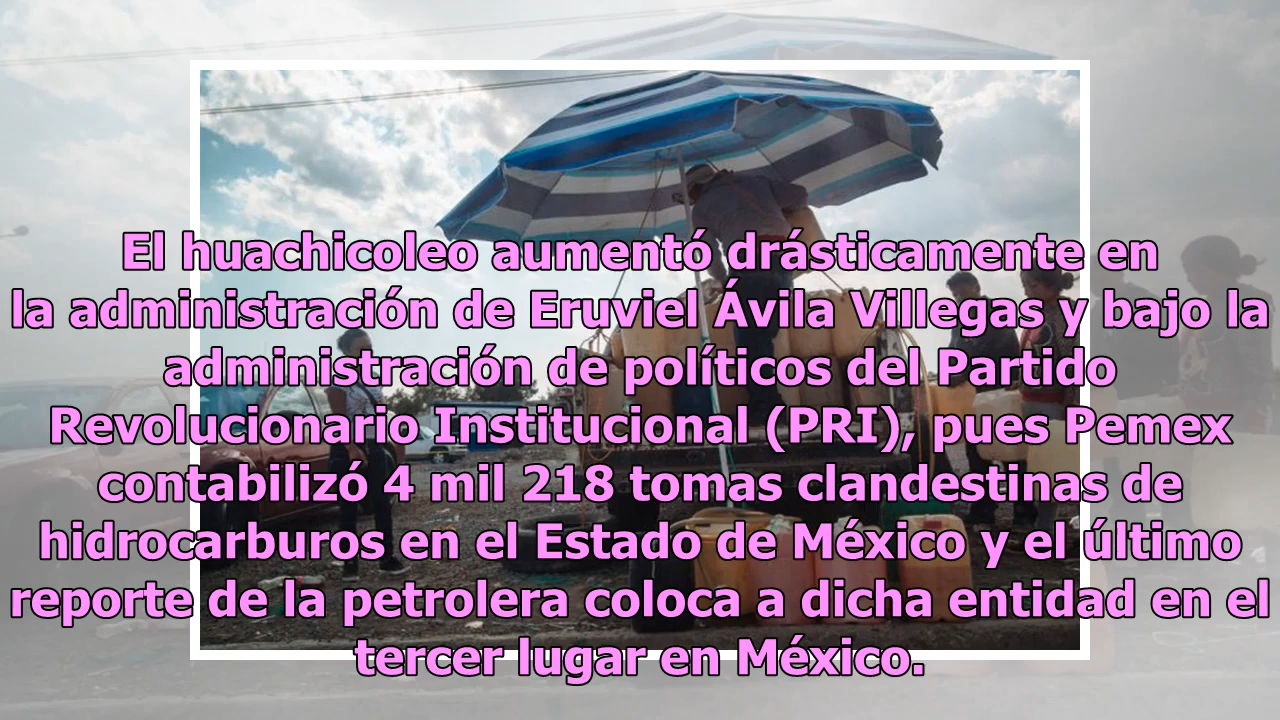 El huachicoleo aumentó drásticamente en
la administración de Eruviel Ávila Villegas y bajo la
administración de políticos del Partido
Revolucionario Institucional (PRI), pues Pemex
contabilizó 4 mil 218 tomas clandestinas de
hidrocarburos en el Estado de México y el último
reporte de la petrolera coloca a dicha entidad en el
tercer lugar en México.